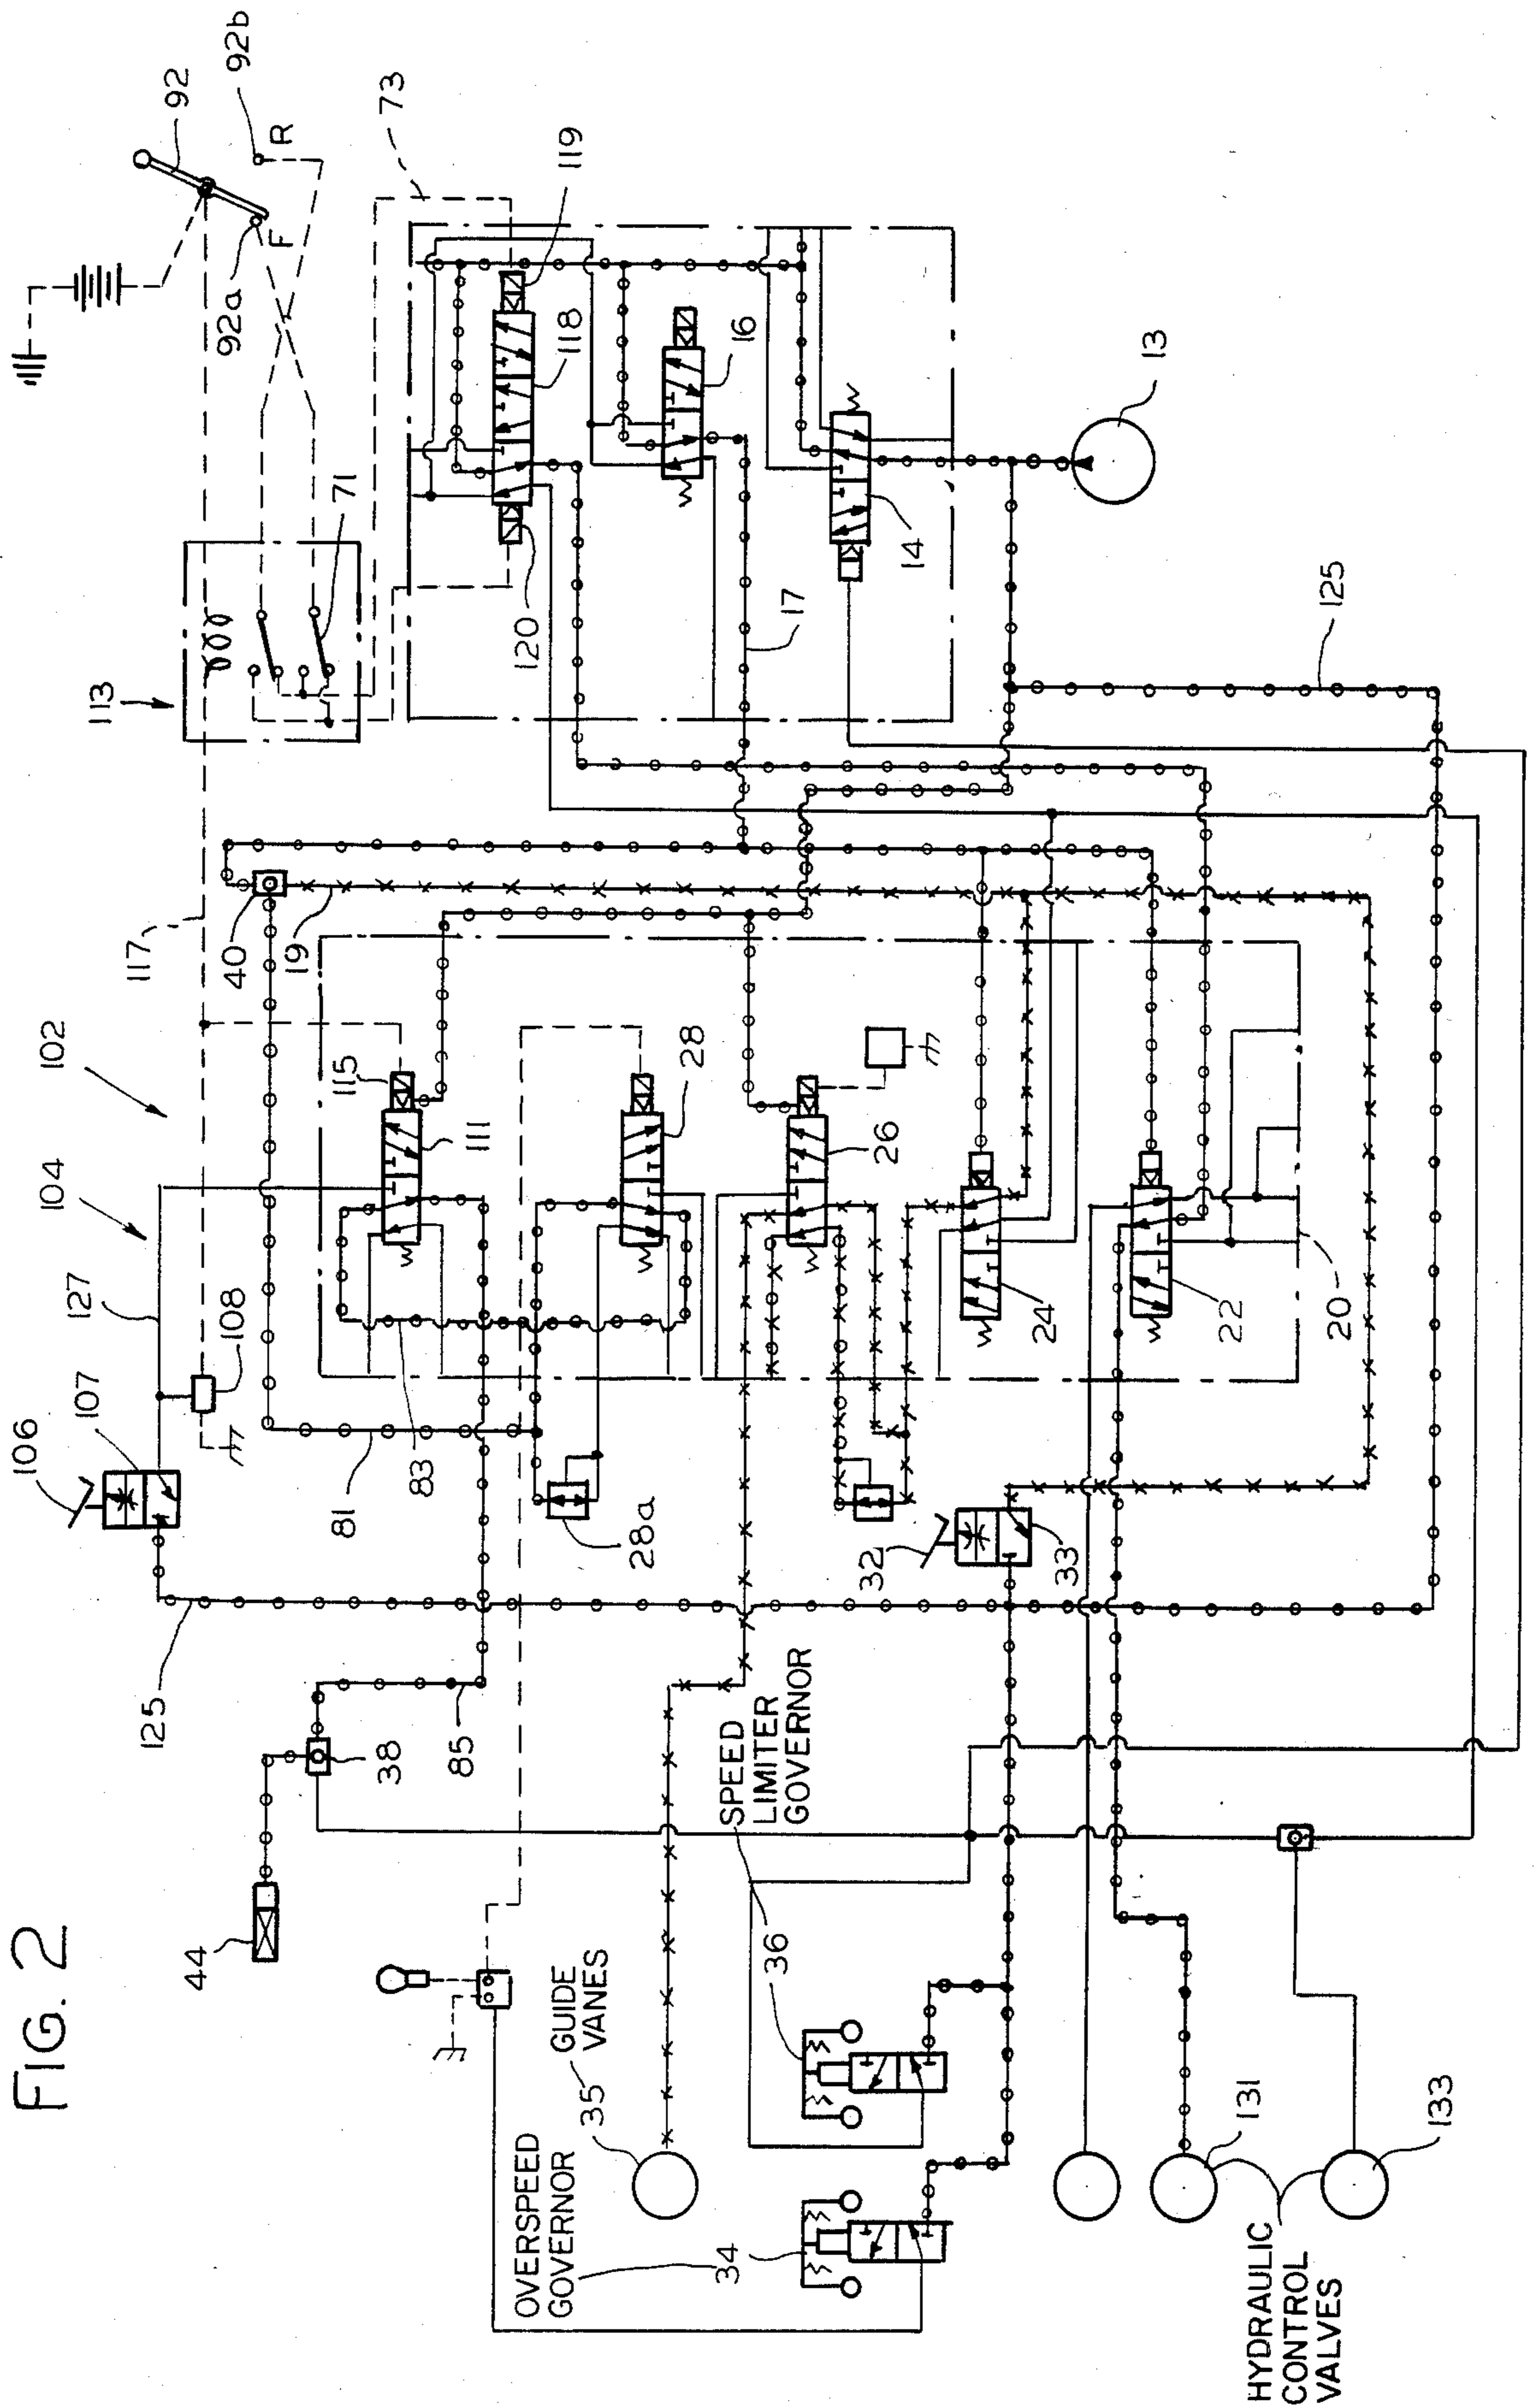 FIG. 2
106
107
104
102
117
113
92
92b
R
F
92a
127
108
40
19
115
111
71
73
119
118
120
16
14
13
17
125
125
81
83
85
38
44
28
28a
26
24
22
20
32
33
SPEED
LIMITER
GOVERNOR
36
GUIDE
VANES
35
OVERSPEED
GOVERNOR
34
131
133
HYDRAULIC
CONTROL
VALVES